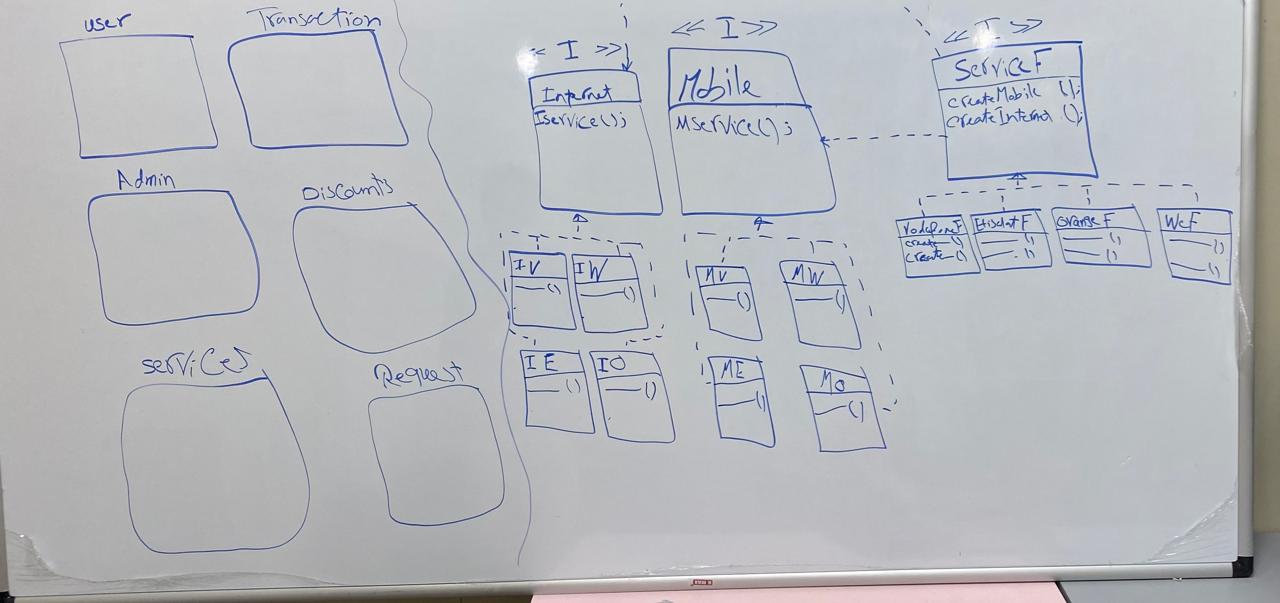 user
Transaction
Admin
Discounts
services
Request
<< I >>
Internet
Iservice();
<< I >>
Mobile
Mservice();
<< I >>
ServiceF
createMobile ();
createInternet ();
IV
()
IW
()
IE
()
IO
()
MV
()
MW
()
ME
()
MO
()
VodafoneF
create ()
create ()
EtisalatF
()
()
orangeF
()
()
WeF
()
()